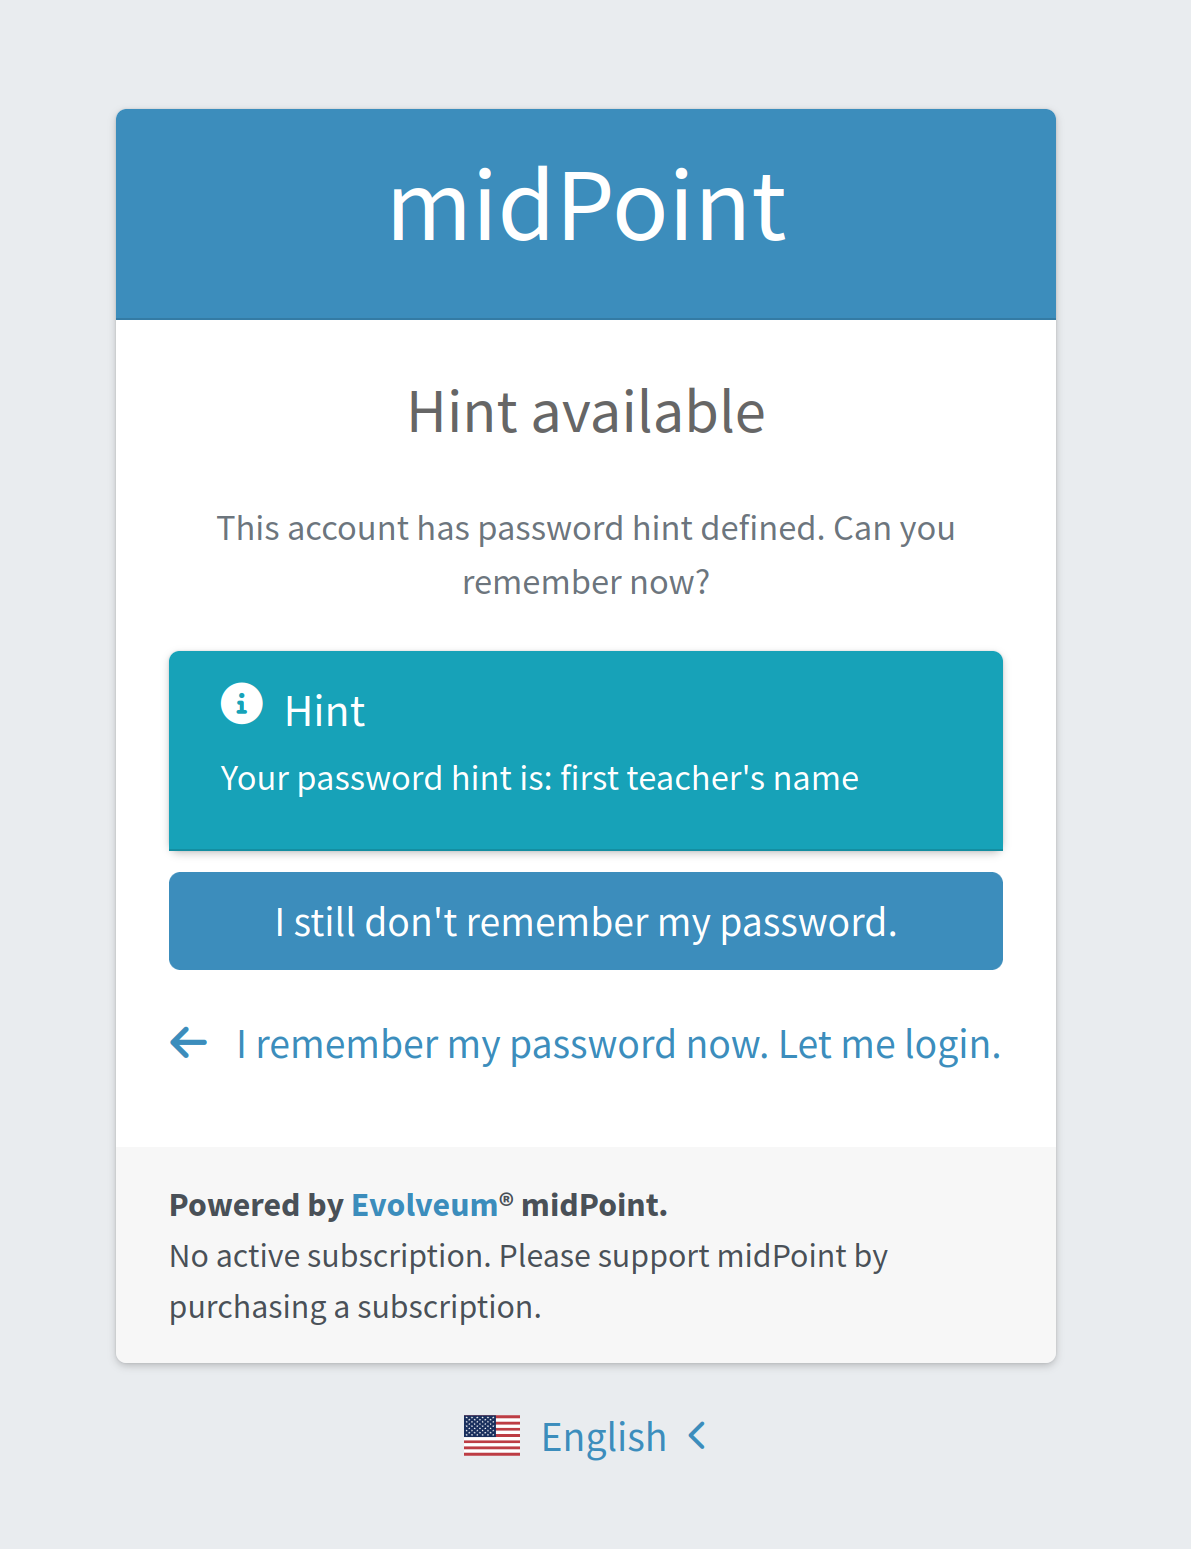 midPoint
Hint available
This account has password hint defined. Can you
remember now?
Hint
Your password hint is: first teacher's name
I still don't remember my password.
I remember my password now. Let me login.
Powered by Evolveum® midPoint.
No active subscription. Please support midPoint by
purchasing a subscription.
English